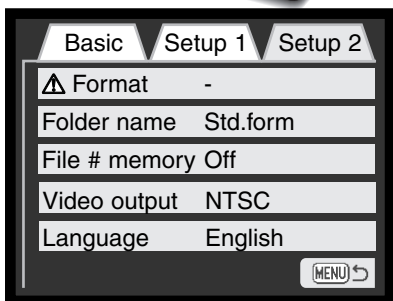 Basic Setup 1 Setup 2
Format -
Folder name Std.form
File # memory Off
Video output NTSC
Language English
MENU